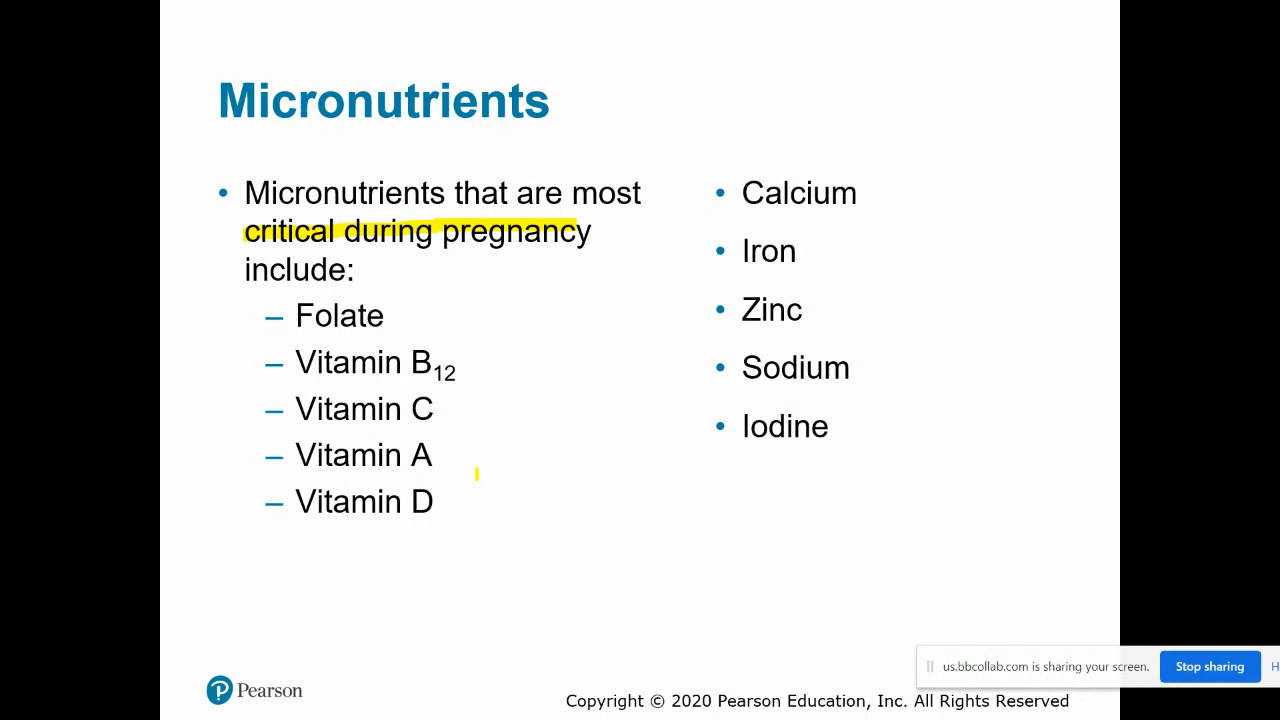 Micronutrients
• Micronutrients that are most
critical during pregnancy
include:
– Folate
– Vitamin B12
– Vitamin C
– Vitamin A
– Vitamin D
• Calcium
• Iron
• Zinc
• Sodium
• Iodine
Pearson
Copyright © 2020 Pearson Education, Inc. All Rights Reserved
us.bbcollab.com is sharing your screen.
Stop sharing